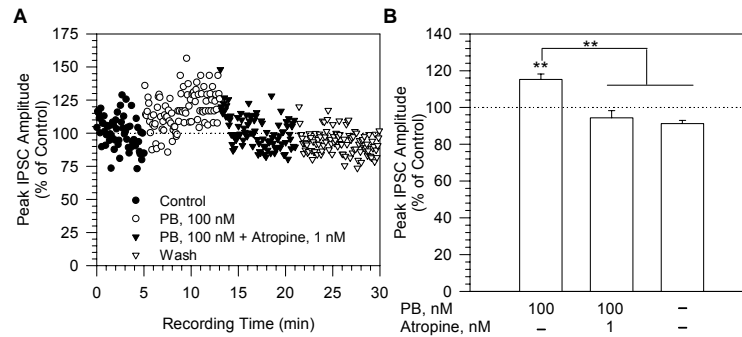 A
Peak IPSC Amplitude
(% of Control)
175
150
125
100
75
50
25
0
Control
PB, 100 nM
PB, 100 nM + Atropine, 1 nM
Wash
0 5 10 15 20 25 30
Recording Time (min)
B
Peak IPSC Amplitude
(% of Control)
140
120
100
80
60
40
20
0
**
**
PB, nM 100 100 –
Atropine, nM – 1 –